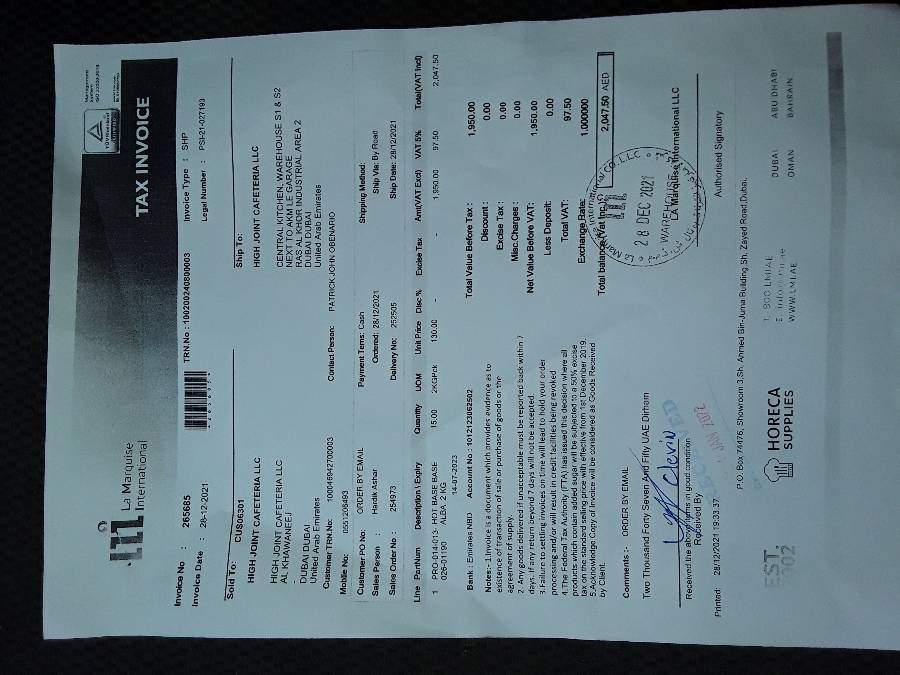 La Marquise
International
TAX INVOICE
Invoice No : 265685
TRN.No : 100200240800003
Invoice Type : SHP
Invoice Date : 28-12-2021
Legal Number : PSI-21-027193
Sold To: CUS06301
Ship To:
HIGH JOINT CAFETERIA LLC
HIGH JOINT CAFETERIA LLC
HIGH JOINT CAFETERIA LLC
AL KHAWANEEJ
DUBAI DUBAI
United Arab Emirates
CENTRAL KITCHEN, WAREHOUSE S1 & S2
NEXT TO AKM LE GARAGE
RAS AL KHOR INDUSTRIAL AREA 2
DUBAI DUBAI
United Arab Emirates
Customer TRN.No: 100046942700003
Contact Person: PATRICK JOHN OBENARIO
Mobile No:
Customer PO No: ORDER BY EMAIL
Payment Terms: Cash
Shipping Method:
Sales Person : Hardik Ashar
Ordered: 28/12/2021
Ship Via: By Road
Sales Order No : 254973
Delivery No: 252505
Ship Date: 28/12/2021
Line PartNum Description / Expiry Quantity UOM Unit Price Disc % Excise Tax Amt(VAT Excl) VAT 5% Total(VAT Incl)
1 PRO-014-013- HOT BASE BASE 15.00 2KGPck 130.00 - - 1,950.00 97.50 2,047.50
026-01190 ALBA 2 KG
14-07-2023
Bank : Emirates NBD Account No : 1012123062502
Total Value Before Tax : 1,950.00
Discount : 0.00
Excise Tax : 0.00
Misc.Charges : 0.00
Net Value Before VAT: 1,950.00
Less Deposit: 0.00
Total VAT: 97.50
Exchange Rate: 1.000000
Total balance(Vat Inc.) 2,047.50 AED
Notes:- 1.Invoice is a document which provides evidence as to
existence of transaction of sale or purchase of goods or the
agreement of supply.
2. Any goods delivered if unacceptable must be reported back within 7
days. If any return beyond 7 days will not be accepted.
3.Failure to settling invoices on time will lead to hold your order
processing and/or will result in credit facilities being revoked
4.The Federal Tax Authority (FTA) has issued this decision where all
products which contain added sugar will be subjected to a 50% excise
tax on the standard selling price with effective from 1st December 2019.
5.Acknowledge Copy of Invoice will be considered as Goods Received
by Client.
Comments :- ORDER BY EMAIL
Two Thousand Forty Seven And Fifty UAE Dirham
28 DEC 2021
WAREHOUSE
LA Marquise International LLC
Received the above items in good condition
Received By
Authorised Signatory
JAN 2022
Printed: 28/12/2021 19:33:37
P.O. Box 74475, Showroom 3,Sh. Ahmed Bin-Juma Building,Sh. Zayed Road,Dubai.
EST.
2002
HORECA
SUPPLIES
T. 800 LMI AE
WWW.LMI.AE
DUBAI
ABU DHABI
OMAN
BAHRAIN